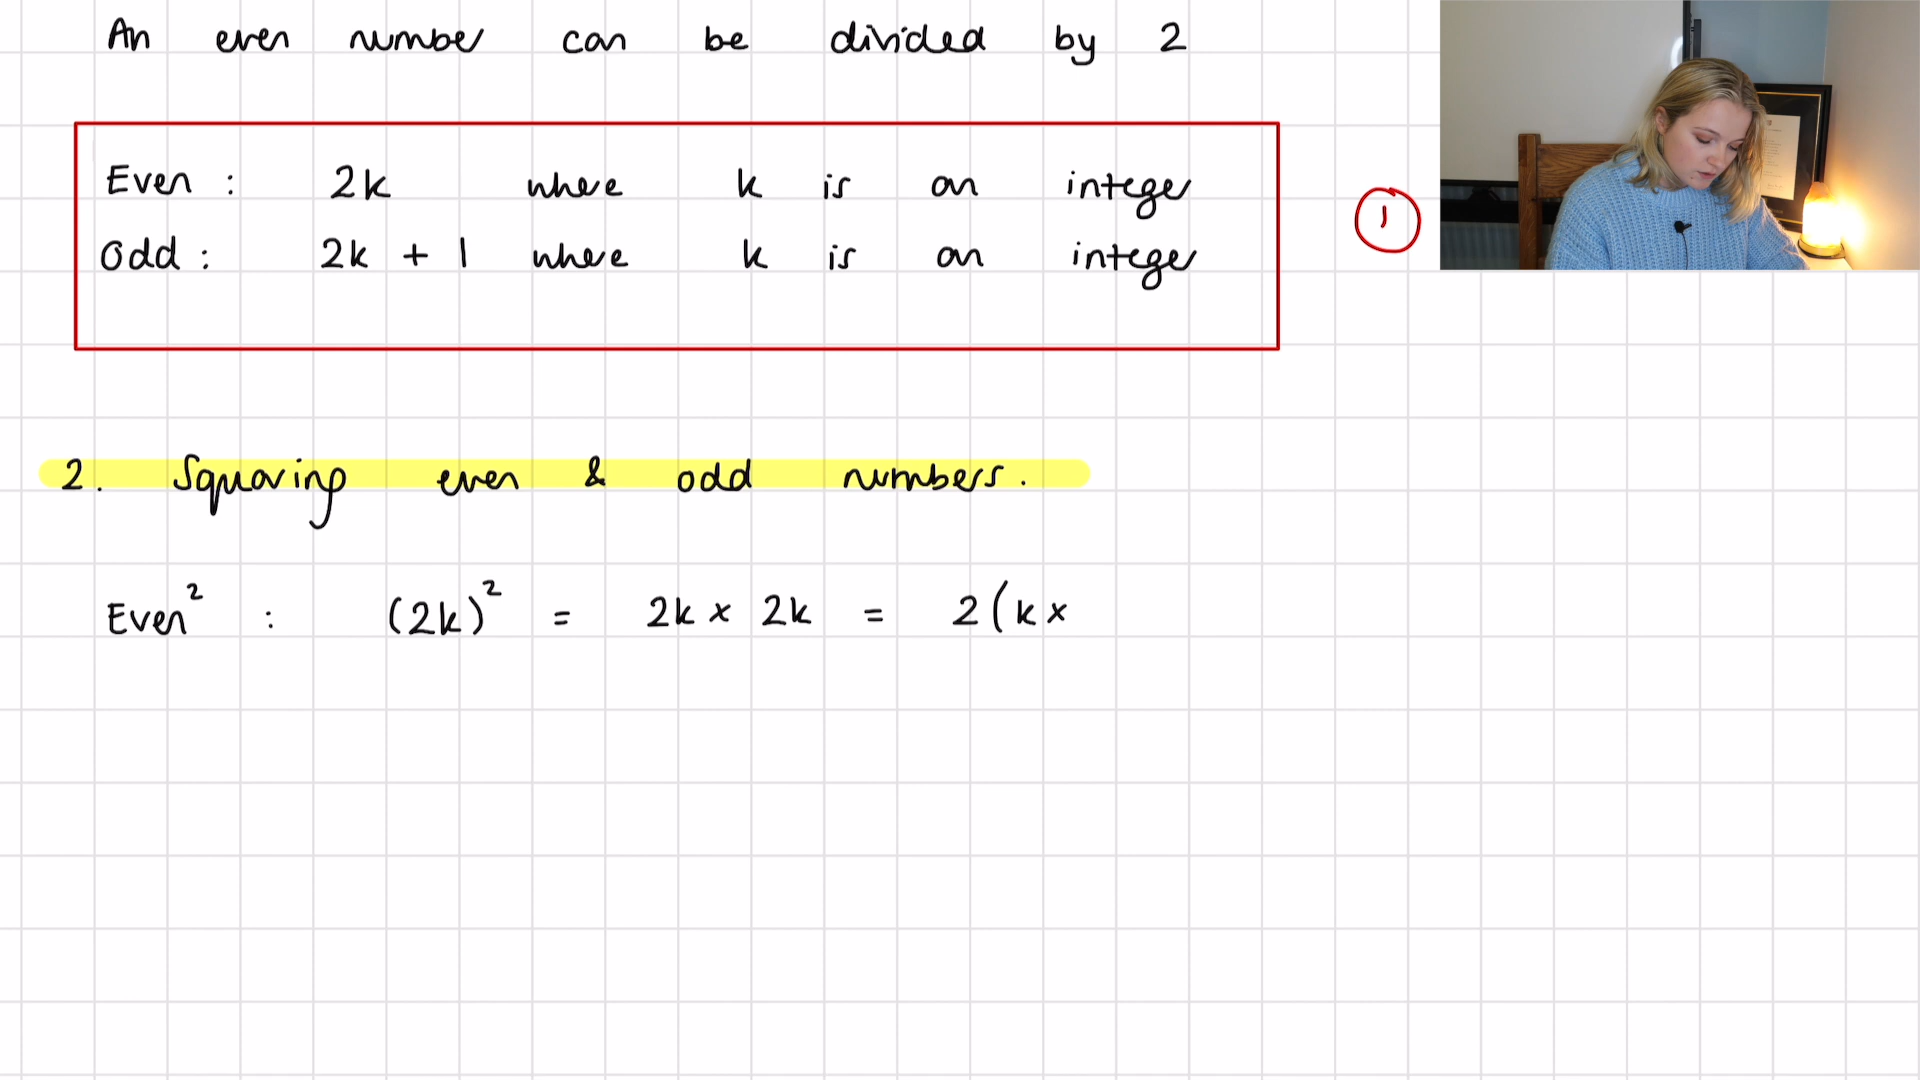 An even number can be divided by 2
Even : 2k where k is an integer
Odd : 2k + 1 where k is an integer
1
2. Squaring even & odd numbers.
Even² : (2k)² = 2k × 2k = 2(k ×